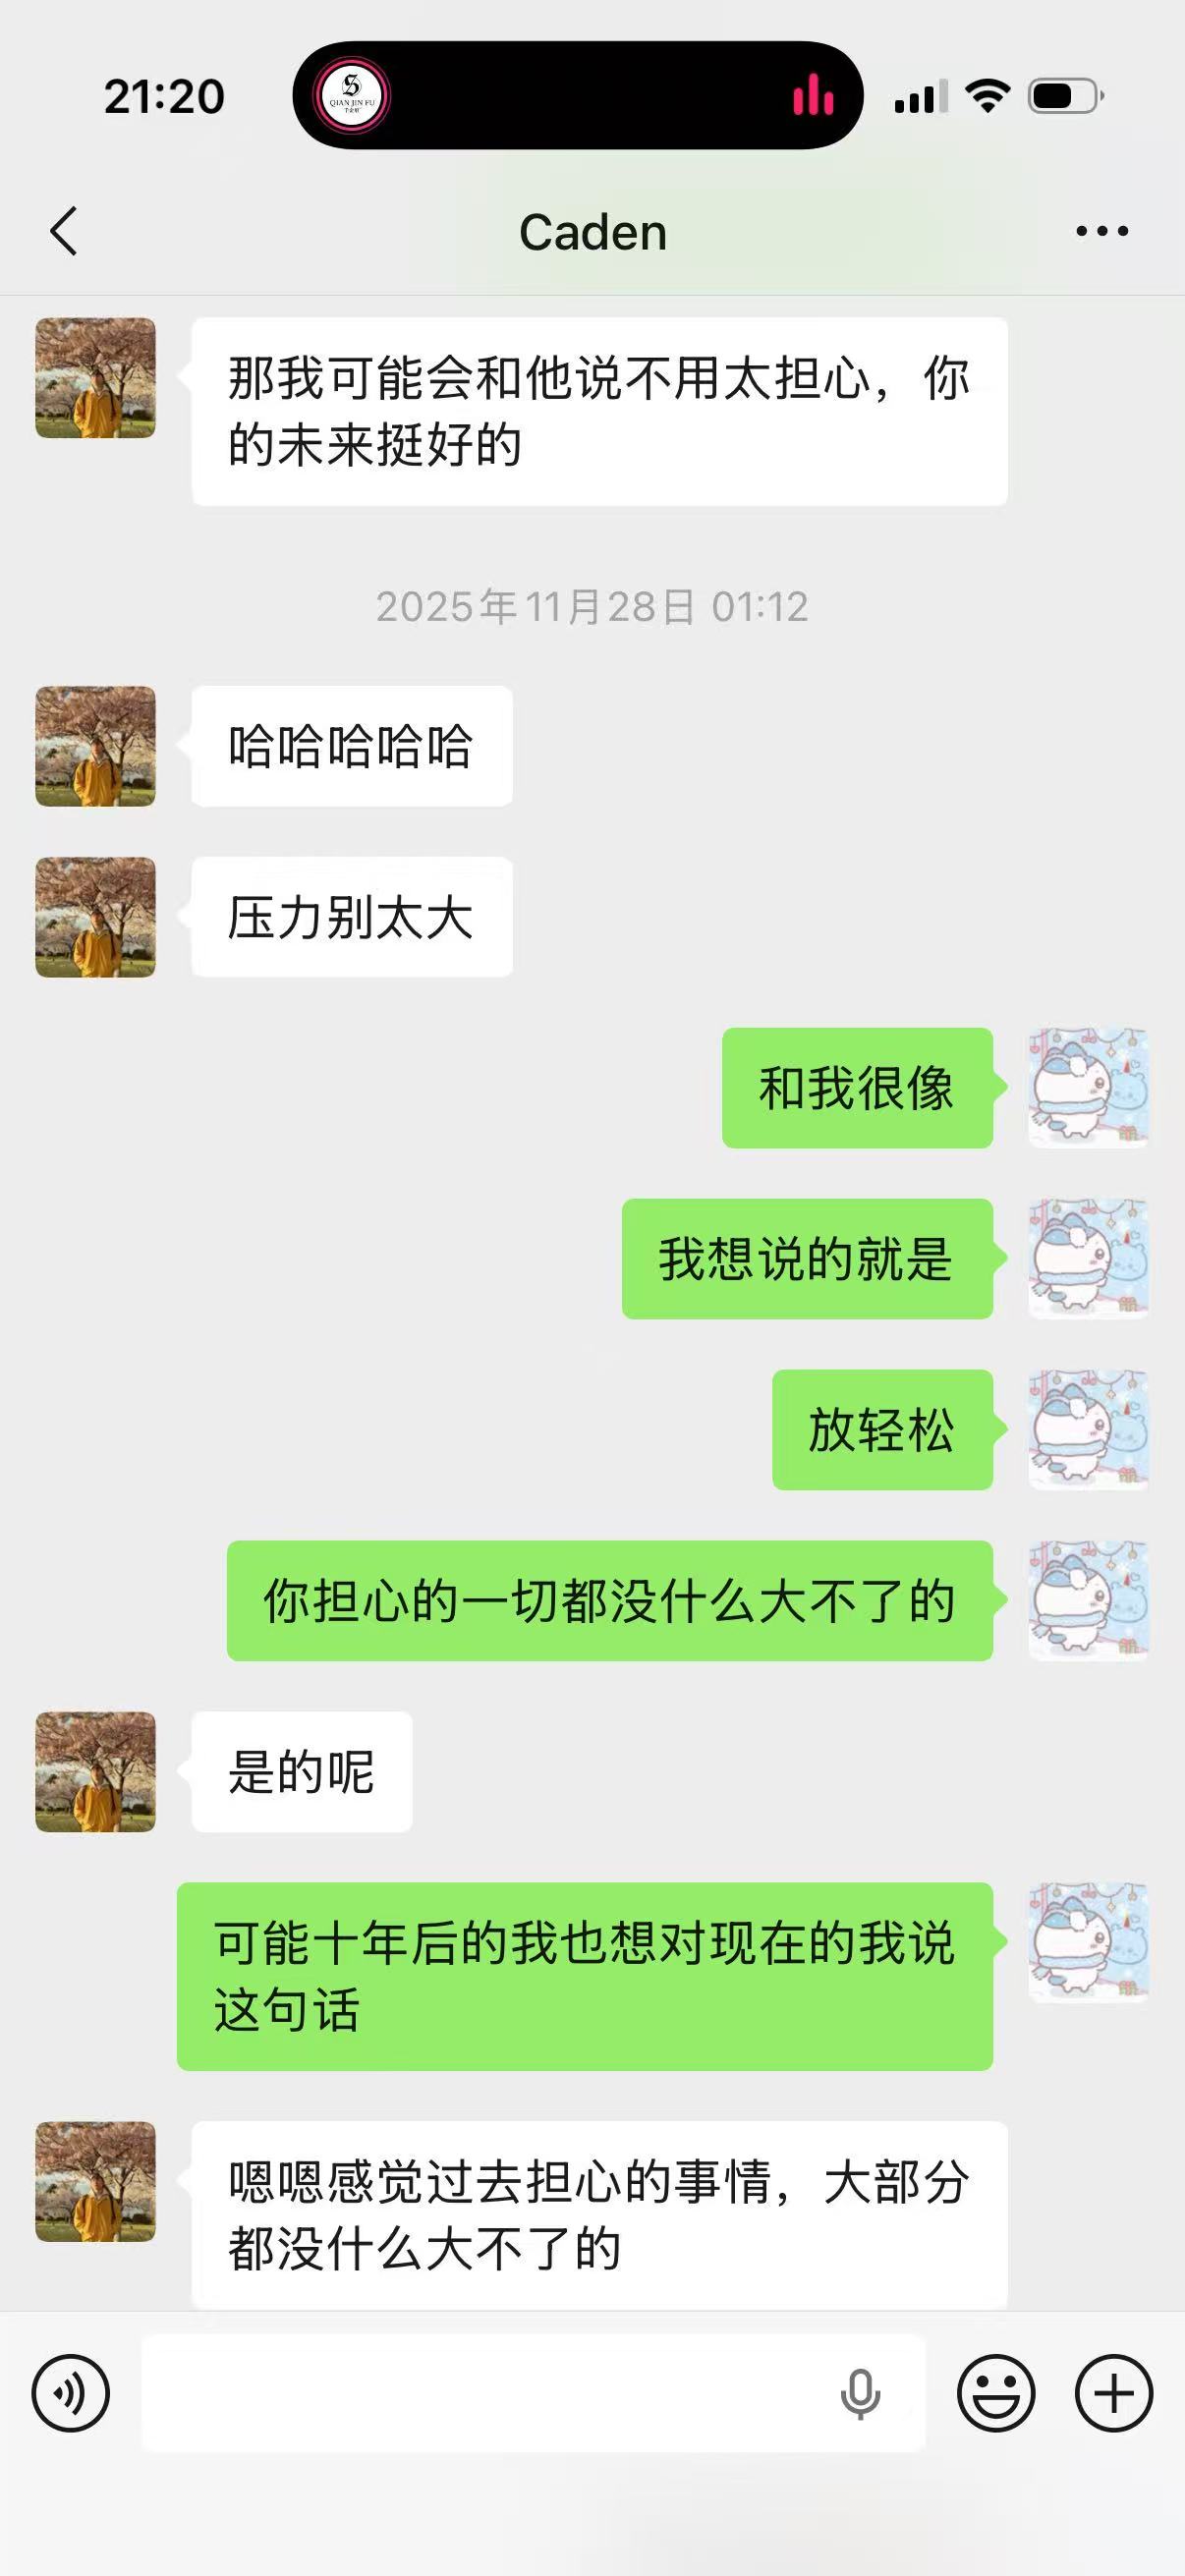 21:20
QIAN JIN FU
Caden
那我可能会和他说不用太担心，你
的未来挺好的
2025年11月28日 01:12
哈哈哈哈哈
压力别太大
和我很像
我想说的就是
放轻松
你担心的一切都没什么大不了的
是的呢
可能十年后的我也想对现在的我说
这句话
嗯嗯感觉过去担心的事情，大部分
都没什么大不了的